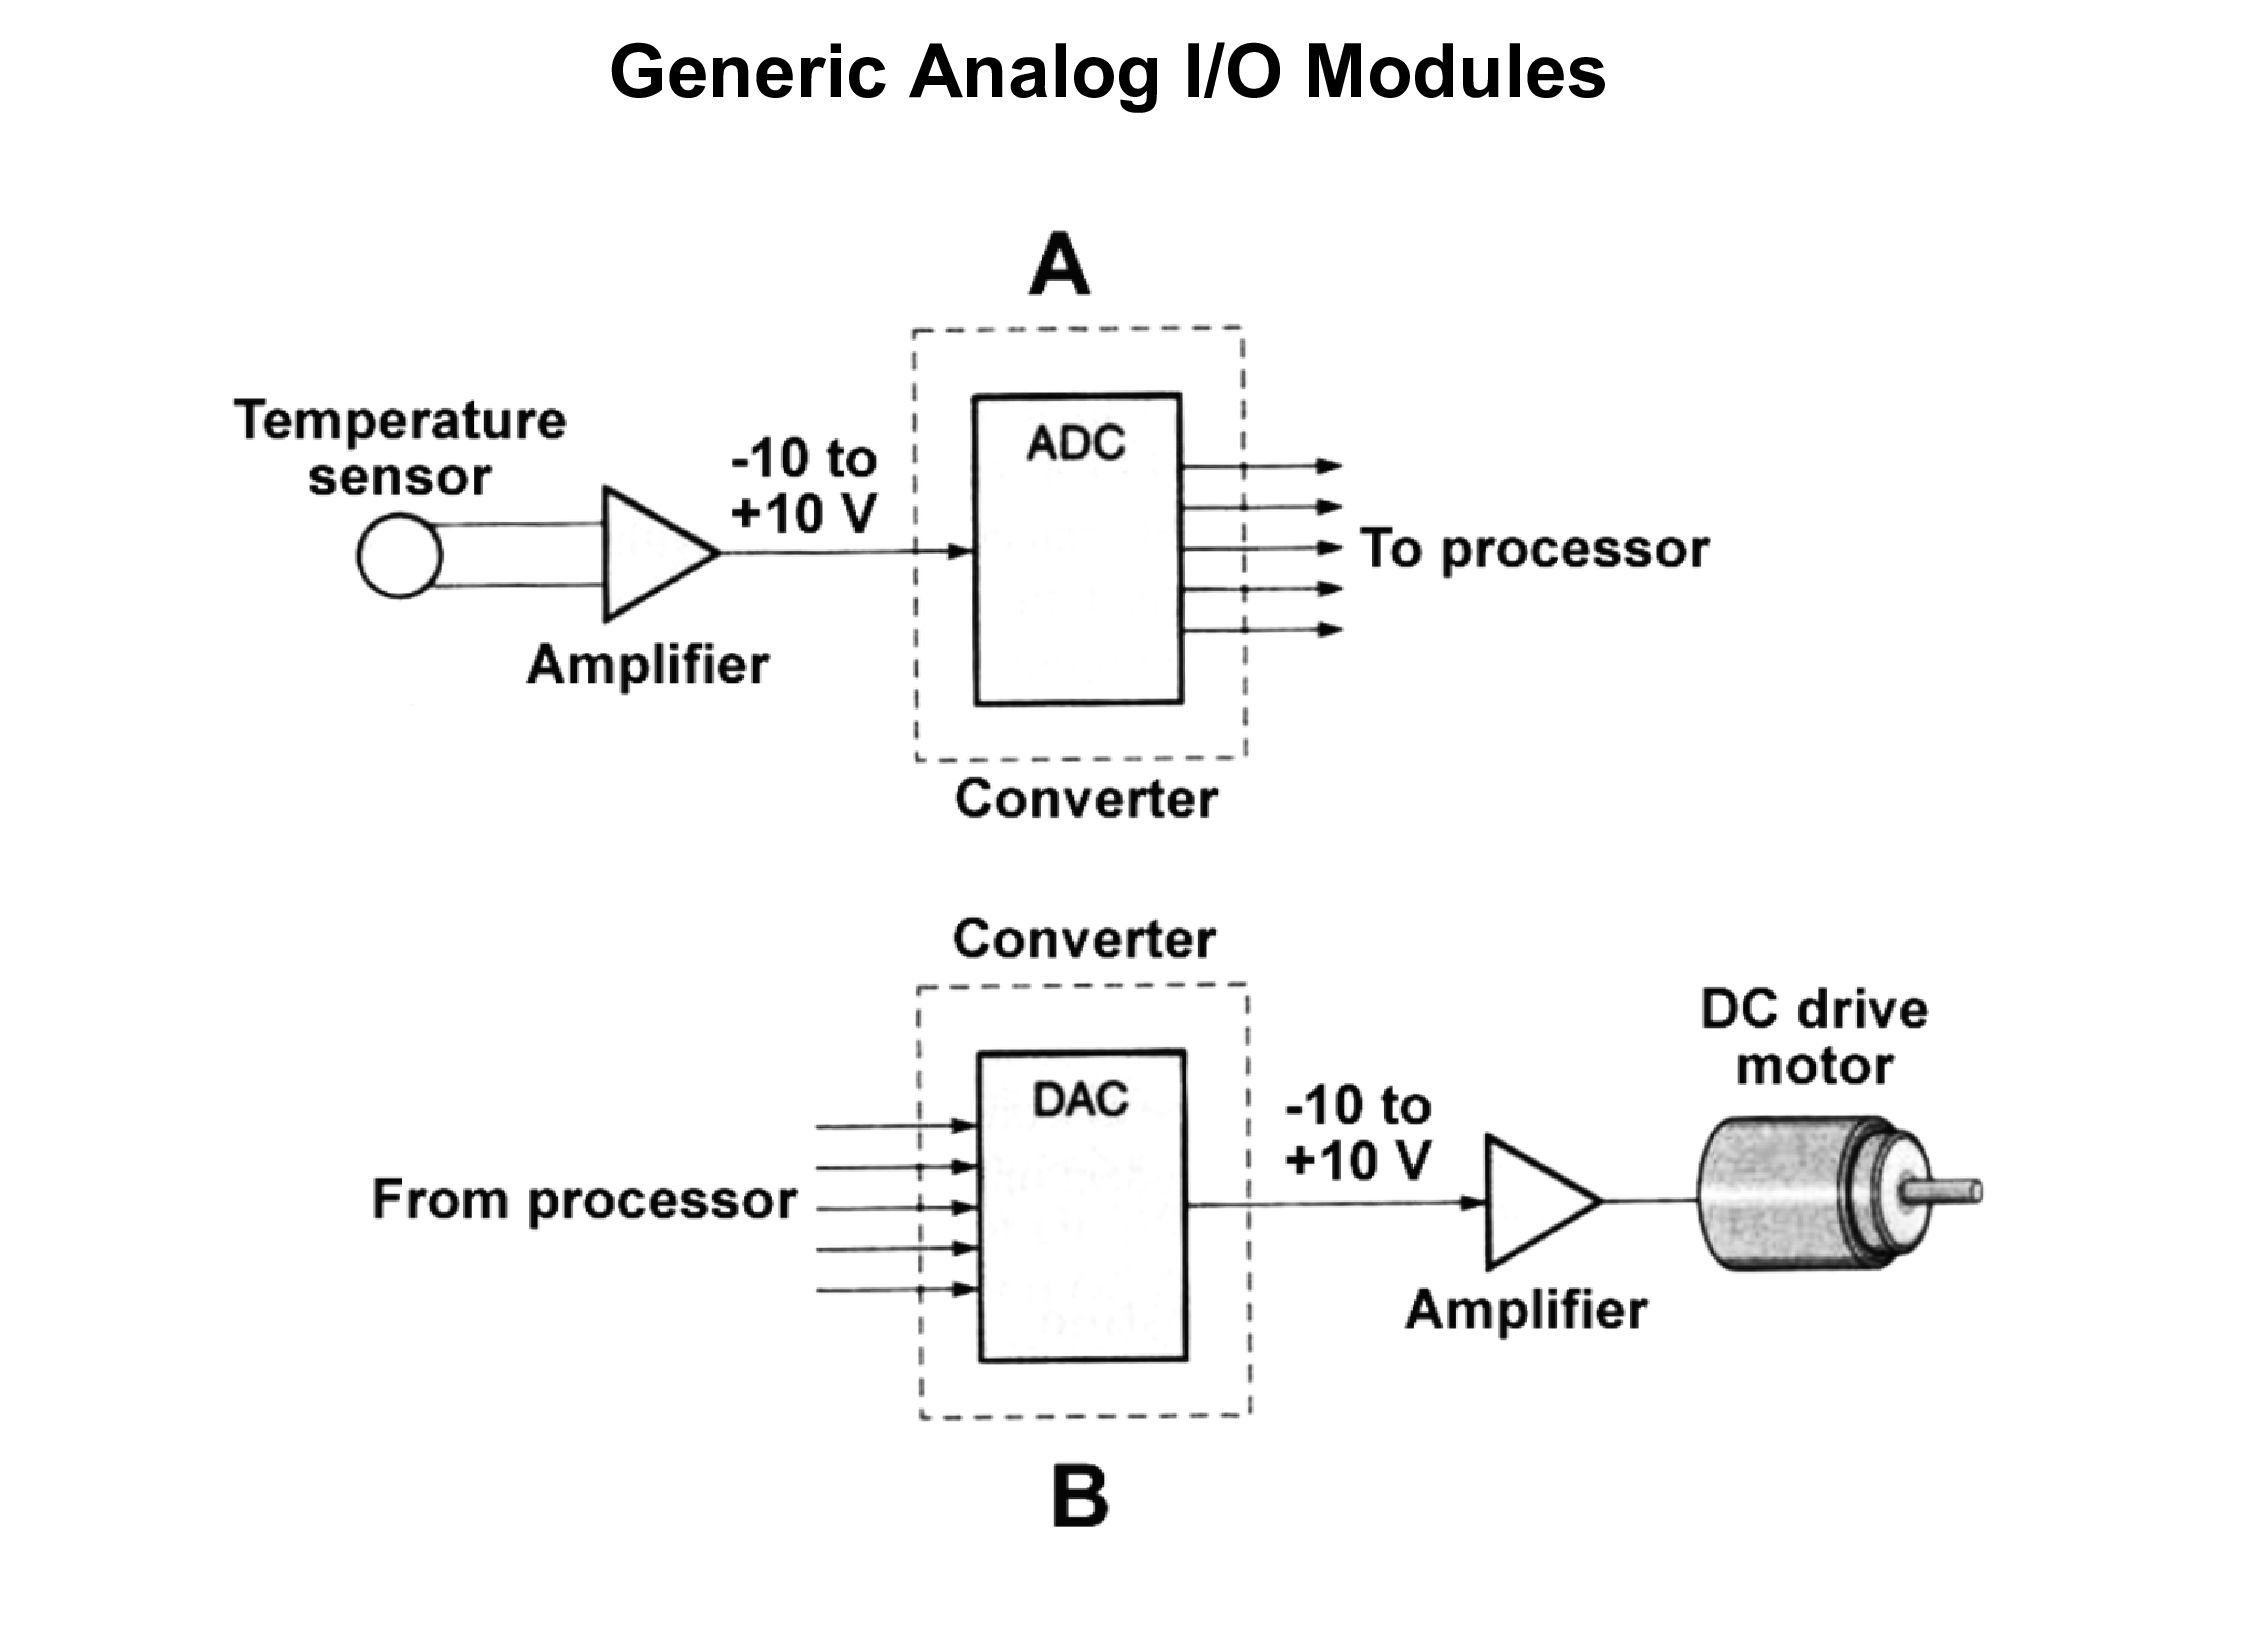 Generic Analog I/O Modules
A
Temperature
sensor
-10 to
+10 V
ADC
To processor
Amplifier
Converter
Converter
DC drive
motor
DAC
-10 to
+10 V
From processor
Amplifier
B